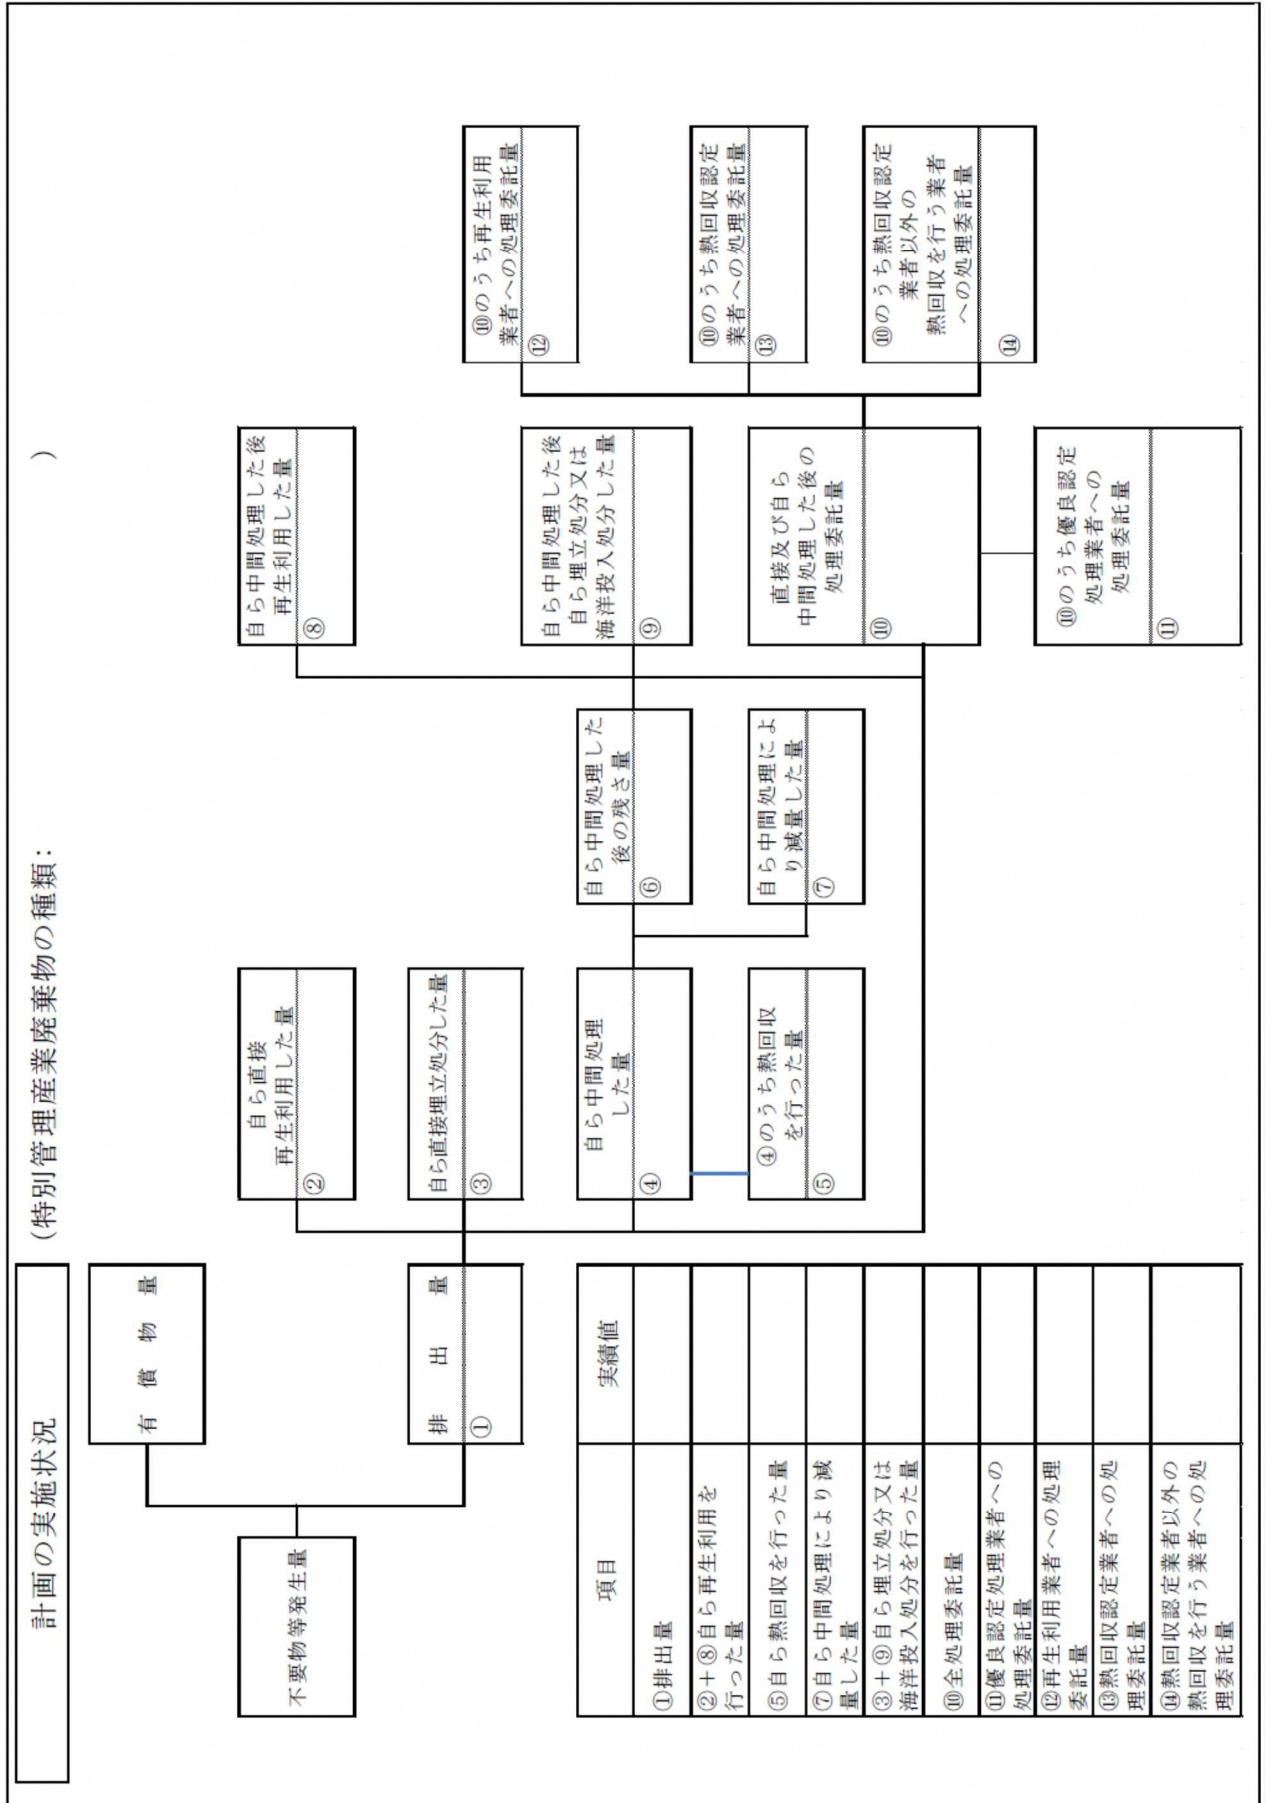 計画の実施状況
(特別管理産業廃棄物の種類: )
有償物量
不要物等発生量
排出量
①
自ら直接
再生利用した量
②
自ら直接埋立処分した量
③
自ら中間処理
した量
④
④のうち熱回収
を行った量
⑤
自ら中間処理した
後の残さ量
⑥
自ら中間処理によ
り減量した量
⑦
自ら中間処理した後
再生利用した量
⑧
自ら中間処理した後
自ら埋立処分又は
海洋投入処分した量
⑨
直接及び自ら
中間処理した後の
処理委託量
⑩
⑩のうち優良認定
処理業者への
処理委託量
⑪
⑩のうち再生利用
業者への処理委託量
⑫
⑩のうち熱回収認定
業者への処理委託量
⑬
⑩のうち熱回収認定
業者以外の
熱回収を行う業者
への処理委託量
⑭
項目
実績値
①排出量
②+⑧自ら再生利用を
行った量
⑤自ら熱回収を行った量
⑦自ら中間処理により減
量した量
③+⑨自ら埋立処分又は
海洋投入処分を行った量
⑩全処理委託量
⑪優良認定処理業者への
処理委託量
⑫再生利用業者への処理
委託量
⑬熱回収認定業者への処
理委託量
⑭熱回収認定業者以外の
熱回収を行う業者への処
理委託量